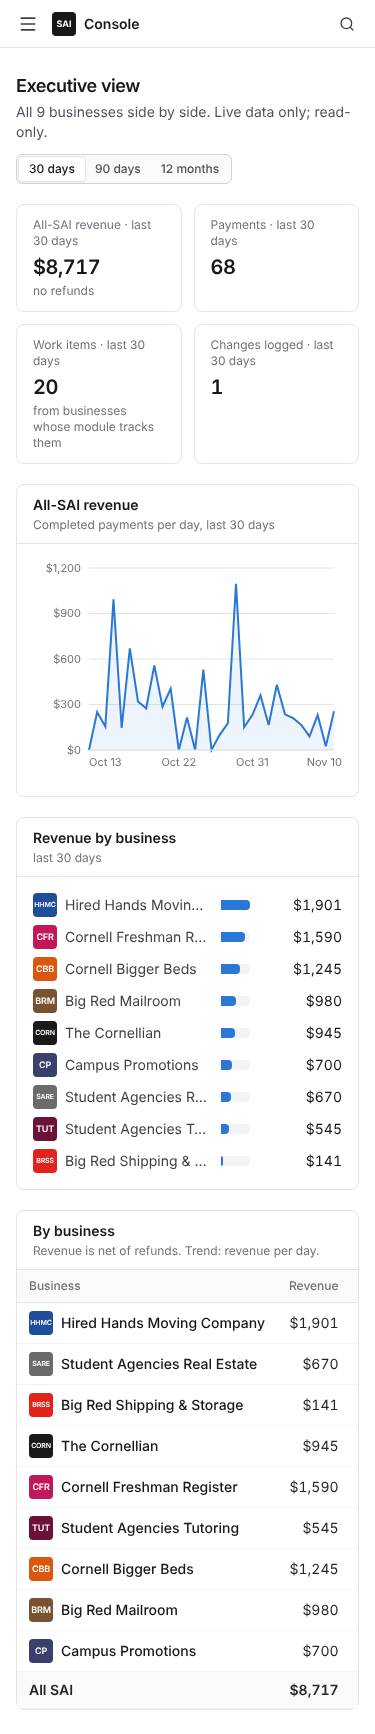 SAI Console
Executive view
All 9 businesses side by side. Live data only; read-
only.
30 days 90 days 12 months
All-SAI revenue · last
30 days
$8,717
no refunds
Payments · last 30
days
68
Work items · last 30
days
20
from businesses
whose module tracks
them
Changes logged · last
30 days
1
All-SAI revenue
Completed payments per day, last 30 days
$1,200
$900
$600
$300
$0
Oct 13 Oct 22 Oct 31 Nov 10
Revenue by business
last 30 days
HHMC Hired Hands Movin... $1,901
CFR Cornell Freshman R... $1,590
CBB Cornell Bigger Beds $1,245
BRM Big Red Mailroom $980
CORN The Cornellian $945
CP Campus Promotions $700
SARE Student Agencies R... $670
TUT Student Agencies T... $545
BRSS Big Red Shipping & ... $141
By business
Revenue is net of refunds. Trend: revenue per day.
Business Revenue
HHMC Hired Hands Moving Company $1,901
SARE Student Agencies Real Estate $670
BRSS Big Red Shipping & Storage $141
CORN The Cornellian $945
CFR Cornell Freshman Register $1,590
TUT Student Agencies Tutoring $545
CBB Cornell Bigger Beds $1,245
BRM Big Red Mailroom $980
CP Campus Promotions $700
All SAI $8,717